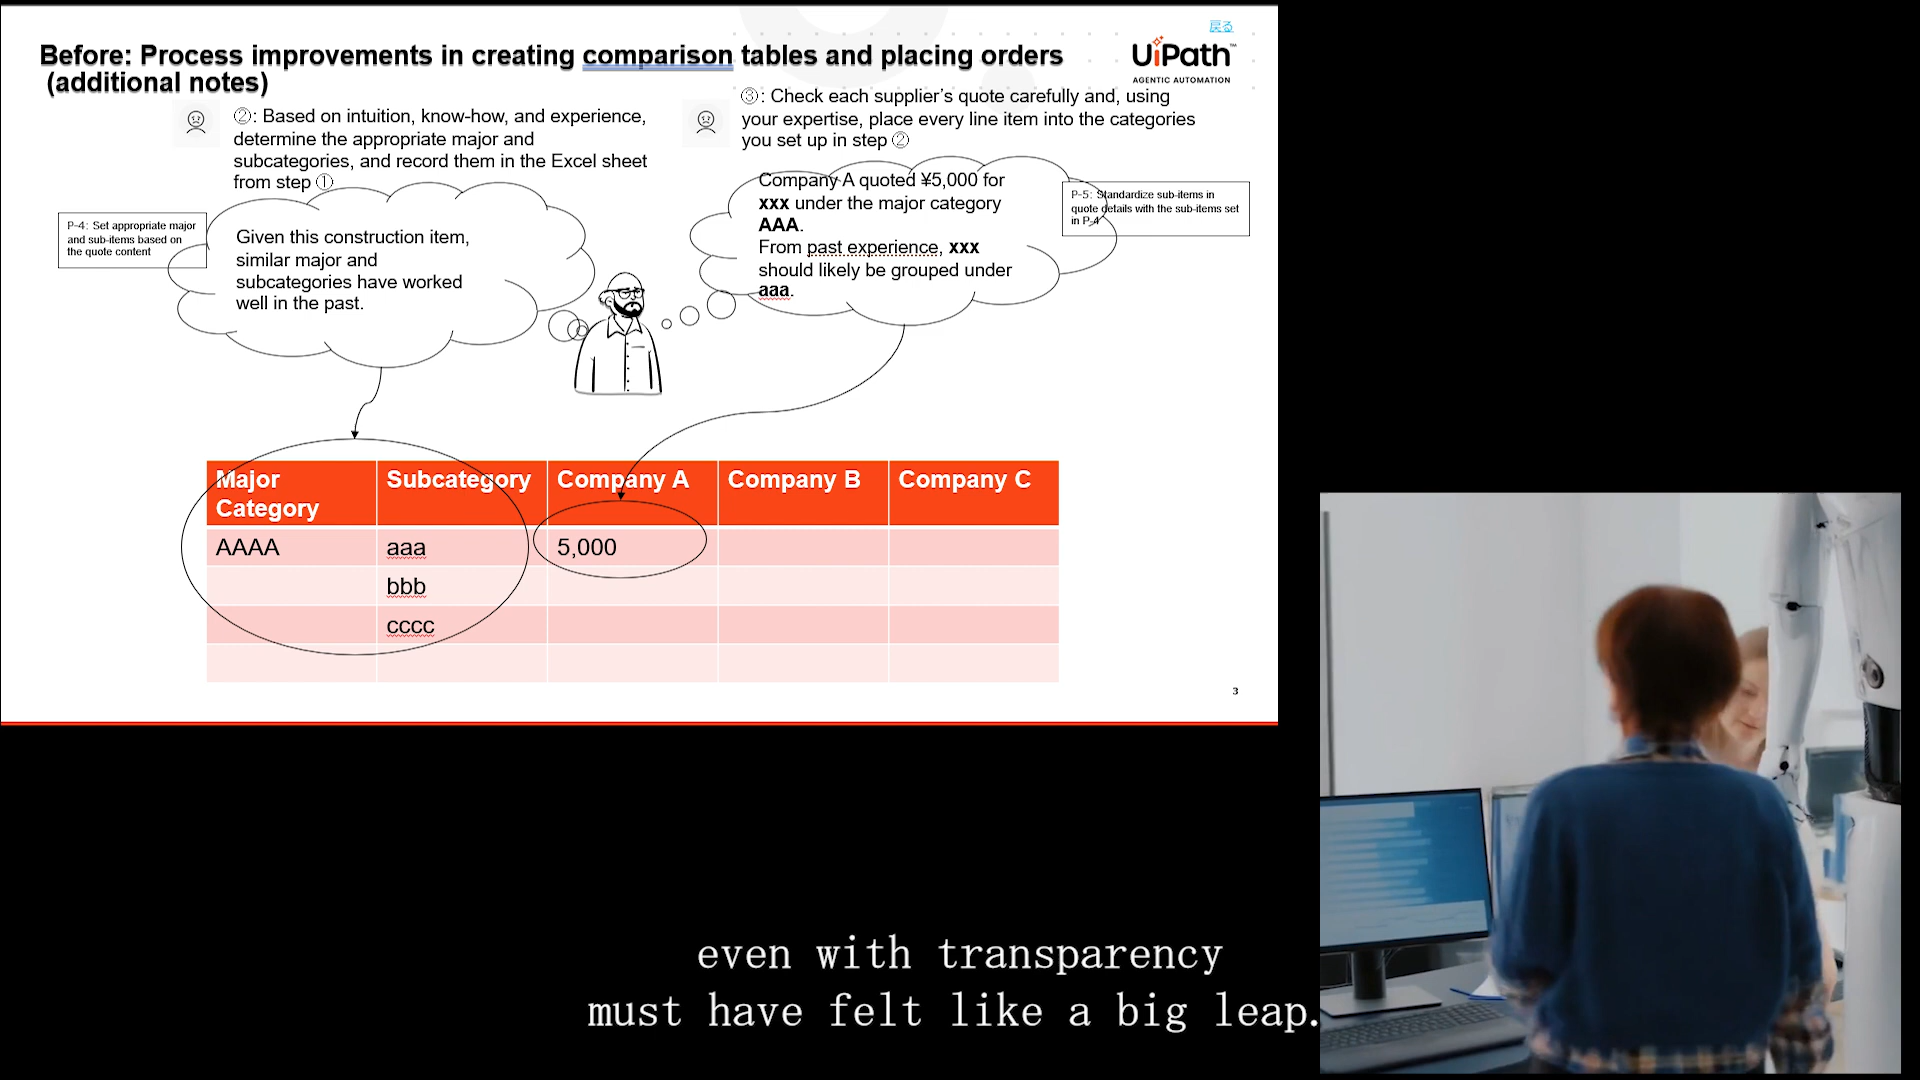 戻る
Before: Process improvements in creating comparison tables and placing orders
(additional notes)
UiPath™
AGENTIC AUTOMATION
②: Based on intuition, know-how, and experience,
determine the appropriate major and
subcategories, and record them in the Excel sheet
from step ①
③: Check each supplier’s quote carefully and, using
your expertise, place every line item into the categories
you set up in step ②
P-4: Set appropriate major
and sub-items based on
the quote content
Given this construction item,
similar major and
subcategories have worked
well in the past.
Company A quoted ¥5,000 for
xxx under the major category
AAA.
From past experience, xxx
should likely be grouped under
aaa.
P-5: Standardize sub-items in
quote details with the sub-items set
in P-4
Major
Category
Subcategory
Company A
Company B
Company C
AAAA
aaa
5,000
bbb
cccc
3
even with transparency
must have felt like a big leap.